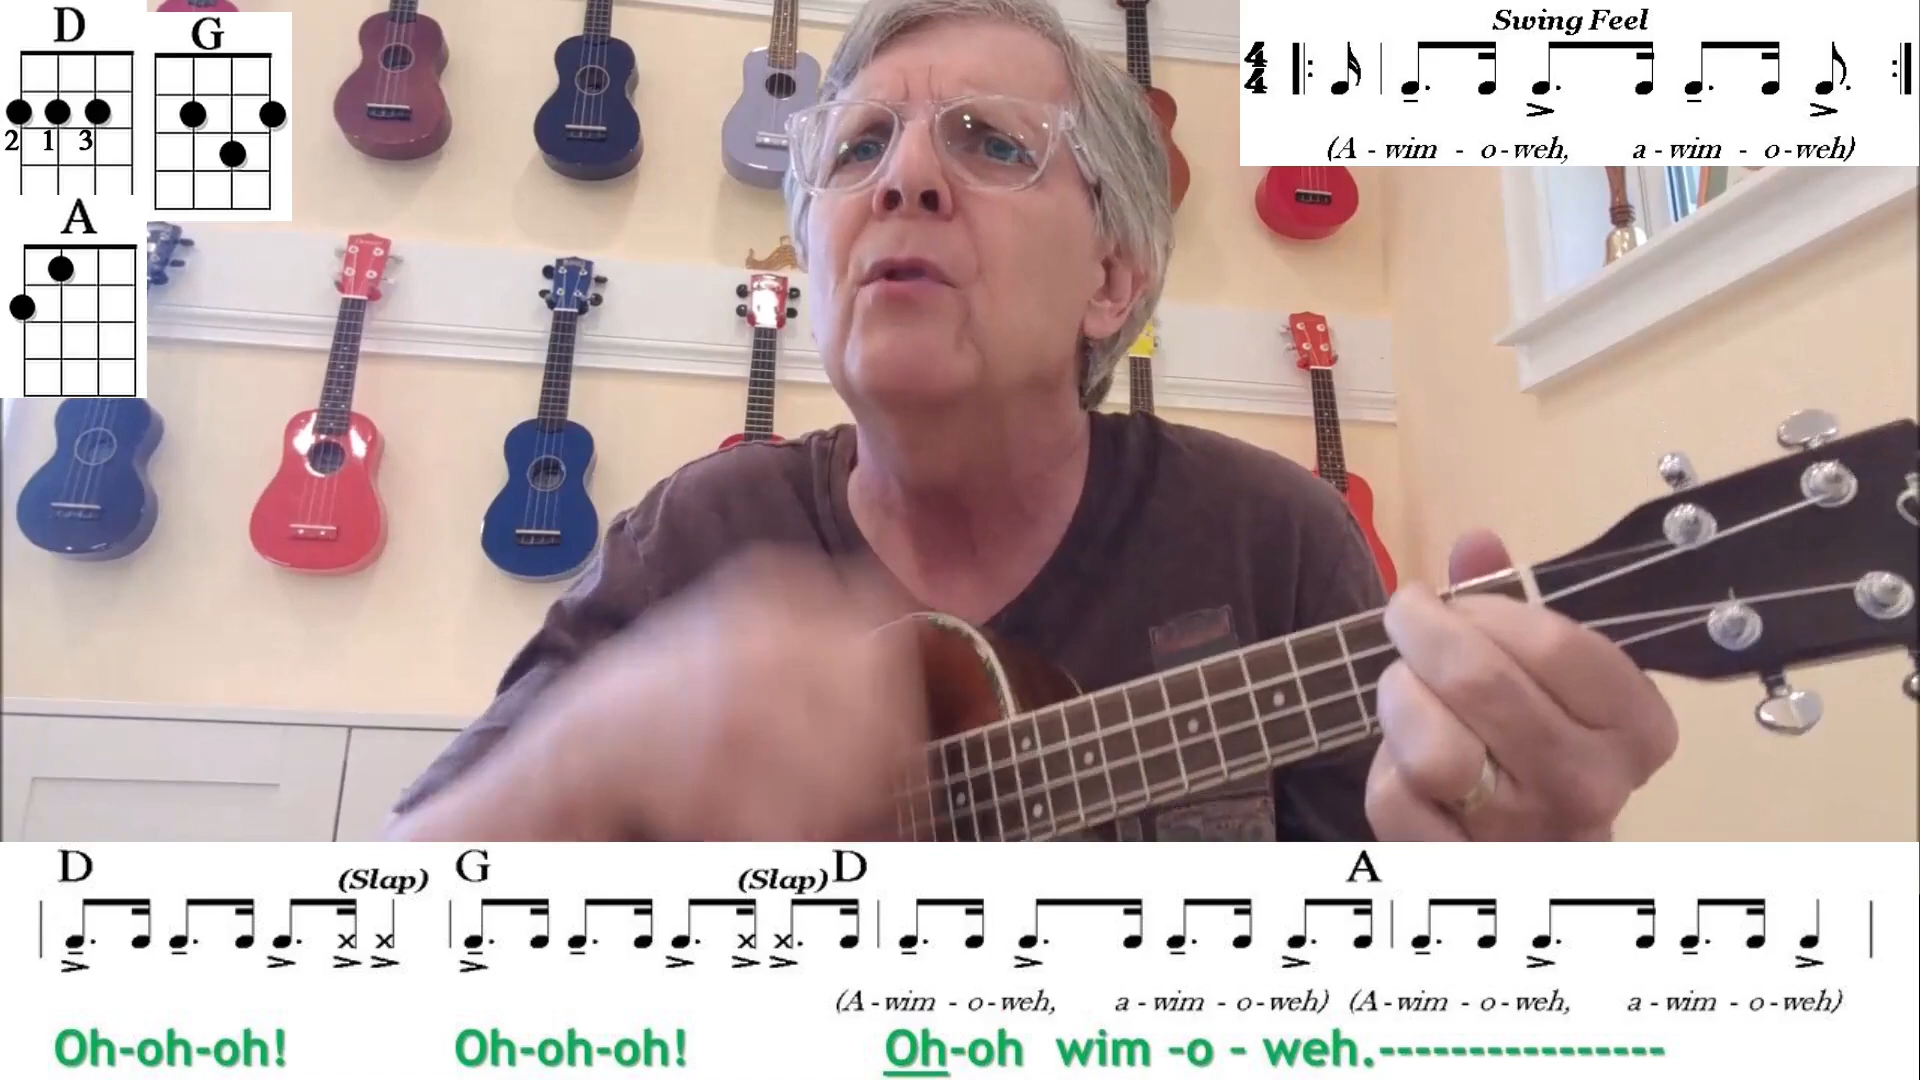 D
G
2 1 3
A
Swing Feel
4
4
(A - wim - o - weh, a - wim - o - weh)
D (Slap) G (Slap) D A
(A - wim - o - weh, a - wim - o - weh) (A - wim - o - weh, a - wim - o - weh)
Oh-oh-oh! Oh-oh-oh! Oh-oh wim -o - weh.----------------